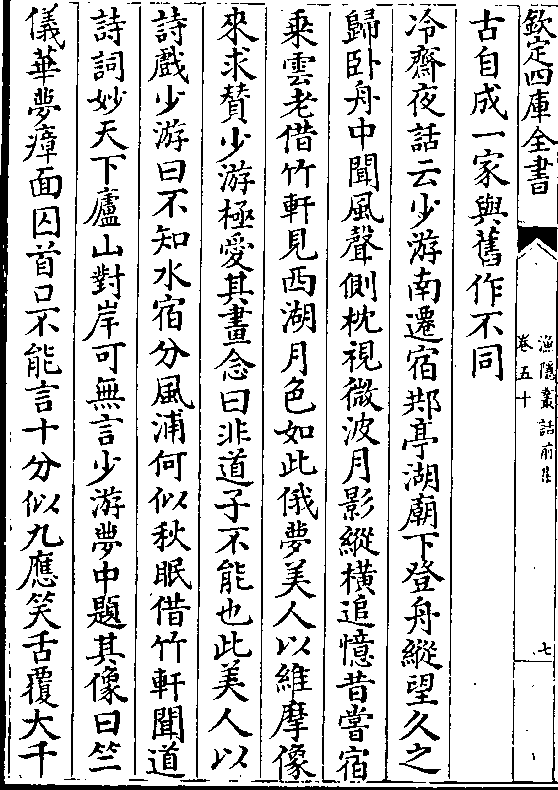 欽定四庫全書
漁隱叢話前集
卷五十
七
古自成一家與舊作不同
冷齋夜話云少游南遷宿邾亭湖廟下登舟縱望久之
歸卧舟中聞風聲側枕視微波月影縱橫追憶昔嘗宿
乘雲老借竹軒見西湖月色如此俄夢美人以維摩像
來求賛少游極愛其畫念曰非道子不能也此美人以
詩戲少游曰不知水宿分風浦何似秋眠借竹軒聞道
詩詞妙天下廬山對岸可無言少游夢中題其像曰竺
儀華夢瘴面囚首口不能言十分似九應笑舌覆大千